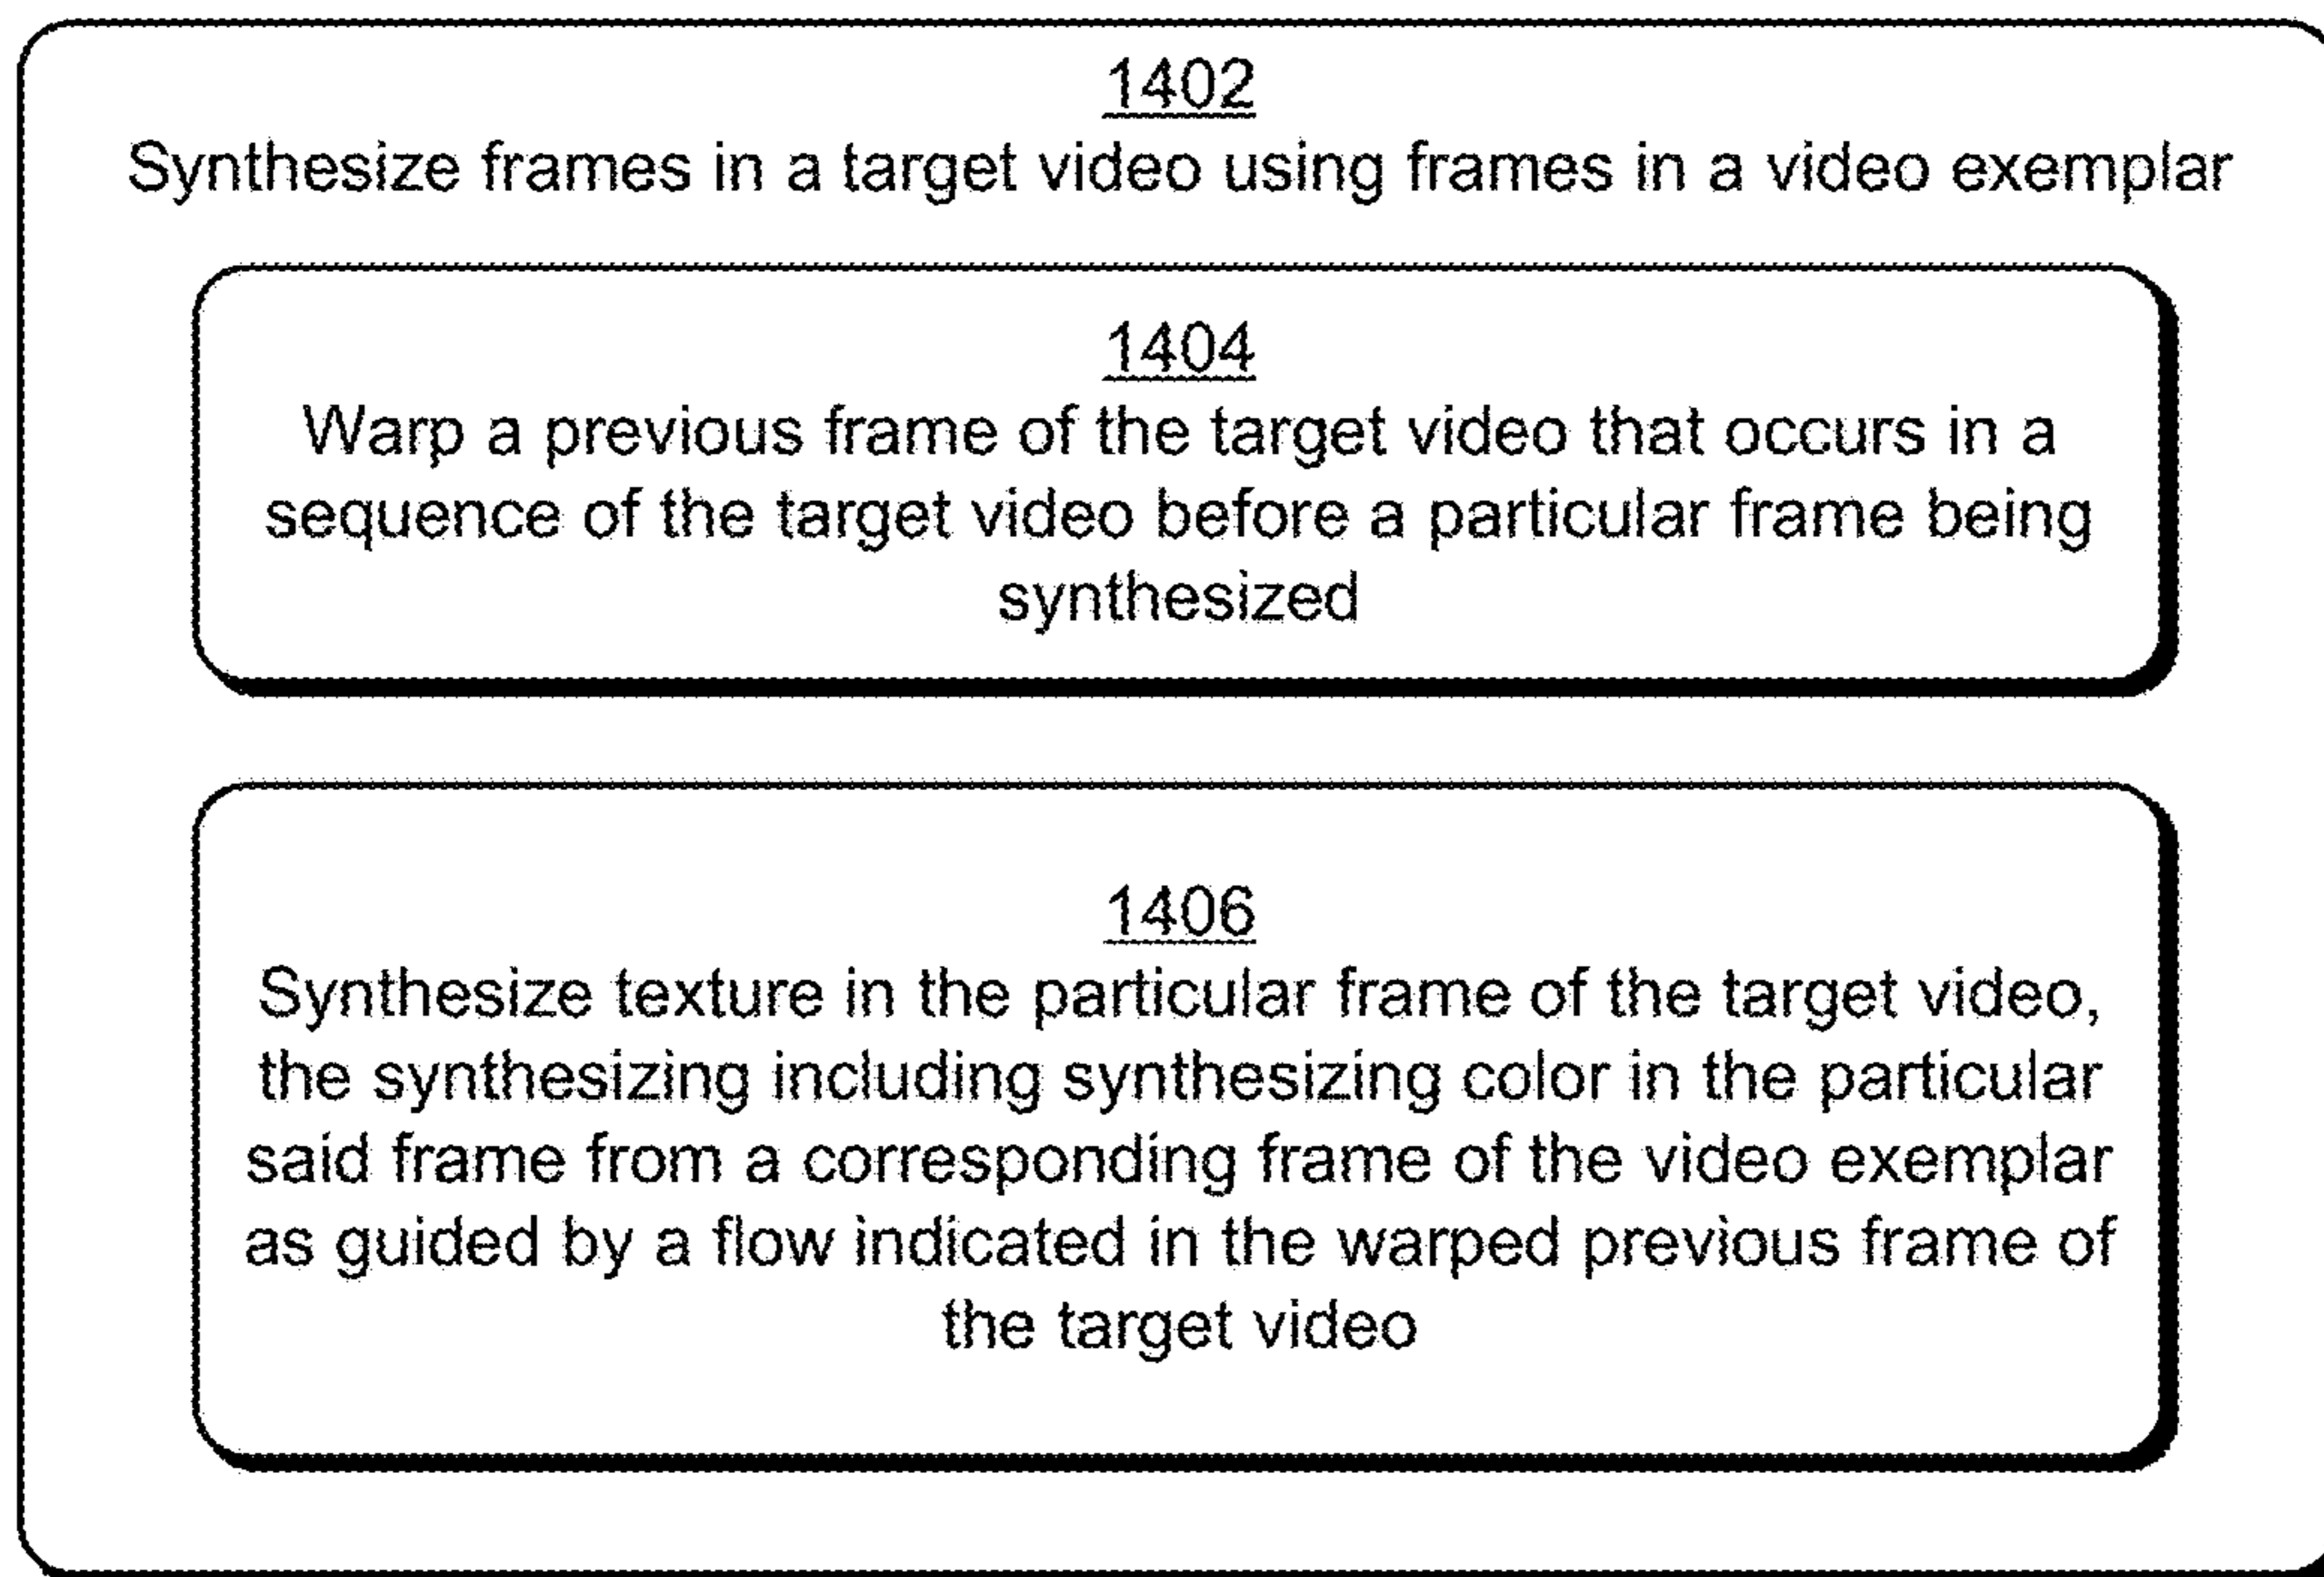 1402
Synthesize frames in a target video using frames in a video exemplar
1404
Warp a previous frame of the target video that occurs in a
sequence of the target video before a particular frame being
synthesized
1406
Synthesize texture in the particular frame of the target video,
the synthesizing including synthesizing color in the particular
said frame from a corresponding frame of the video exemplar
as guided by a flow indicated in the warped previous frame of
the target video